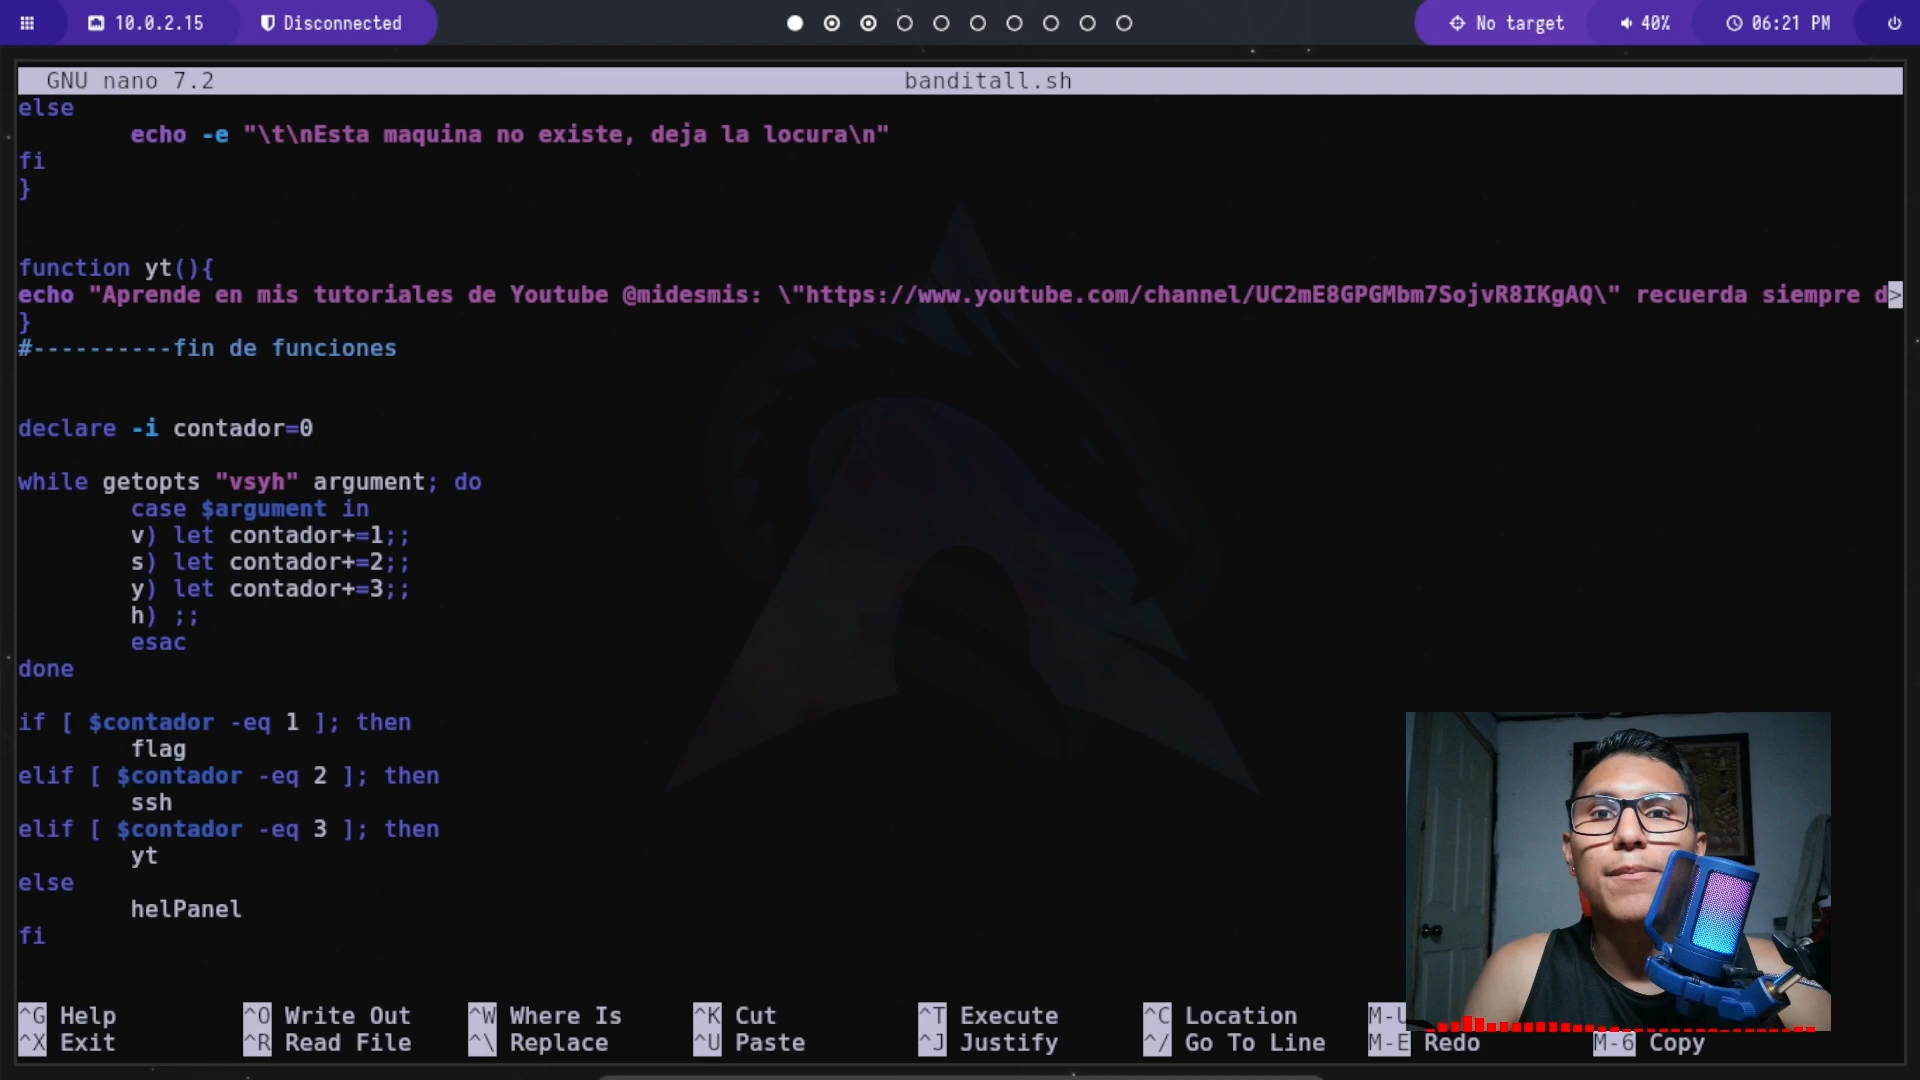 10.0.2.15 Disconnected No target 40% 06:21 PM
GNU nano 7.2 banditall.sh
else
echo -e "\t\nEsta maquina no existe, deja la locura\n"
fi
}
function yt(){
echo "Aprende en mis tutoriales de Youtube @midesmis: \"https://www.youtube.com/channel/UC2mE8GPGMbm7SojvR8IKgAQ\" recuerda siempre d>
}
#----------fin de funciones
declare -i contador=0
while getopts "vsyh" argument; do
case $argument in
v) let contador+=1;;
s) let contador+=2;;
y) let contador+=3;;
h) ;;
esac
done
if [ $contador -eq 1 ]; then
flag
elif [ $contador -eq 2 ]; then
ssh
elif [ $contador -eq 3 ]; then
yt
else
helPanel
fi
^G Help ^O Write Out ^W Where Is ^K Cut ^T Execute ^C Location M-U
^X Exit ^R Read File ^\ Replace ^U Paste ^J Justify ^/ Go To Line M-E Redo M-6 Copy